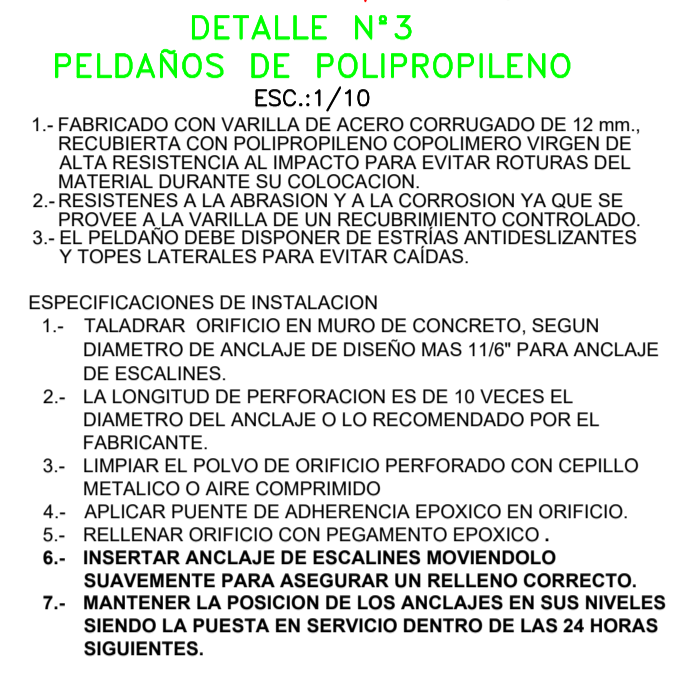 DETALLE N°3
PELDAÑOS DE POLIPROPILENO
ESC.:1/10
1.- FABRICADO CON VARILLA DE ACERO CORRUGADO DE 12 mm.,
RECUBIERTA CON POLIPROPILENO COPOLIMERO VIRGEN DE
ALTA RESISTENCIA AL IMPACTO PARA EVITAR ROTURAS DEL
MATERIAL DURANTE SU COLOCACION.
2.- RESISTENES A LA ABRASION Y A LA CORROSION YA QUE SE
PROVEE A LA VARILLA DE UN RECUBRIMIENTO CONTROLADO.
3.- EL PELDAÑO DEBE DISPONER DE ESTRÍAS ANTIDESLIZANTES
Y TOPES LATERALES PARA EVITAR CAÍDAS.
ESPECIFICACIONES DE INSTALACION
1.- TALADRAR ORIFICIO EN MURO DE CONCRETO, SEGUN
DIAMETRO DE ANCLAJE DE DISEÑO MAS 11/6" PARA ANCLAJE
DE ESCALINES.
2.- LA LONGITUD DE PERFORACION ES DE 10 VECES EL
DIAMETRO DEL ANCLAJE O LO RECOMENDADO POR EL
FABRICANTE.
3.- LIMPIAR EL POLVO DE ORIFICIO PERFORADO CON CEPILLO
METALICO O AIRE COMPRIMIDO
4.- APLICAR PUENTE DE ADHERENCIA EPOXICO EN ORIFICIO.
5.- RELLENAR ORIFICIO CON PEGAMENTO EPOXICO .
6.- INSERTAR ANCLAJE DE ESCALINES MOVIENDOLO
SUAVEMENTE PARA ASEGURAR UN RELLENO CORRECTO.
7.- MANTENER LA POSICION DE LOS ANCLAJES EN SUS NIVELES
SIENDO LA PUESTA EN SERVICIO DENTRO DE LAS 24 HORAS
SIGUIENTES.